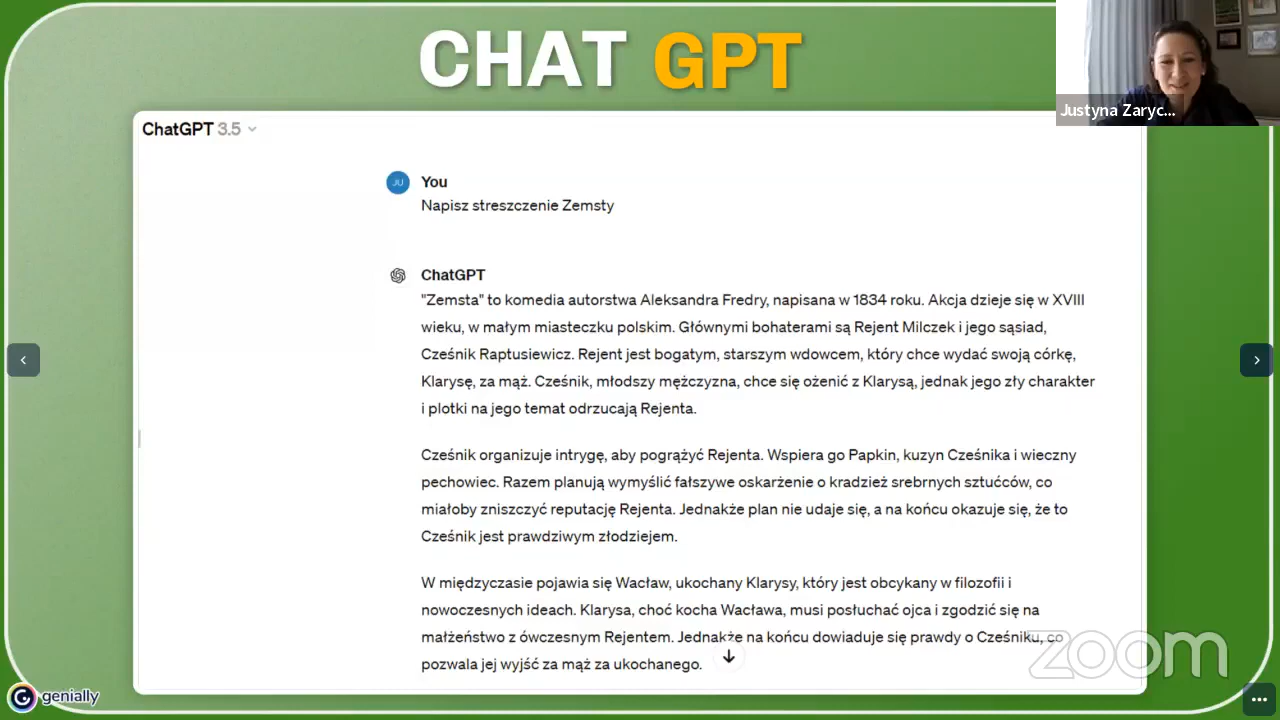 CHAT GPT
Justyna Zaryc...
ChatGPT 3.5
JU
You
Napisz streszczenie Zemsty
ChatGPT
"Zemsta" to komedia autorstwa Aleksandra Fredry, napisana w 1834 roku. Akcja dzieje się w XVIII
wieku, w małym miasteczku polskim. Głównymi bohaterami są Rejent Milczek i jego sąsiad,
Cześnik Raptusiewicz. Rejent jest bogatym, starszym wdowcem, który chce wydać swoją córkę,
Klarysę, za mąż. Cześnik, młodszy mężczyzna, chce się ożenić z Klarysą, jednak jego zły charakter
i plotki na jego temat odrzucają Rejenta.
Cześnik organizuje intrygę, aby pogrążyć Rejenta. Wspiera go Papkin, kuzyn Cześnika i wieczny
pechowiec. Razem planują wymyślić fałszywe oskarżenie o kradzież srebrnych sztućców, co
miałoby zniszczyć reputację Rejenta. Jednakże plan nie udaje się, a na końcu okazuje się, że to
Cześnik jest prawdziwym złodziejem.
W międzyczasie pojawia się Wacław, ukochany Klarysy, który jest obcykany w filozofii i
nowoczesnych ideach. Klarysa, choć kocha Wacława, musi posłuchać ojca i zgodzić się na
małżeństwo z ówczesnym Rejentem. Jednakże na końcu dowiaduje się prawdy o Cześniku, co
pozwala jej wyjść za mąż za ukochanego.
zoom
genially